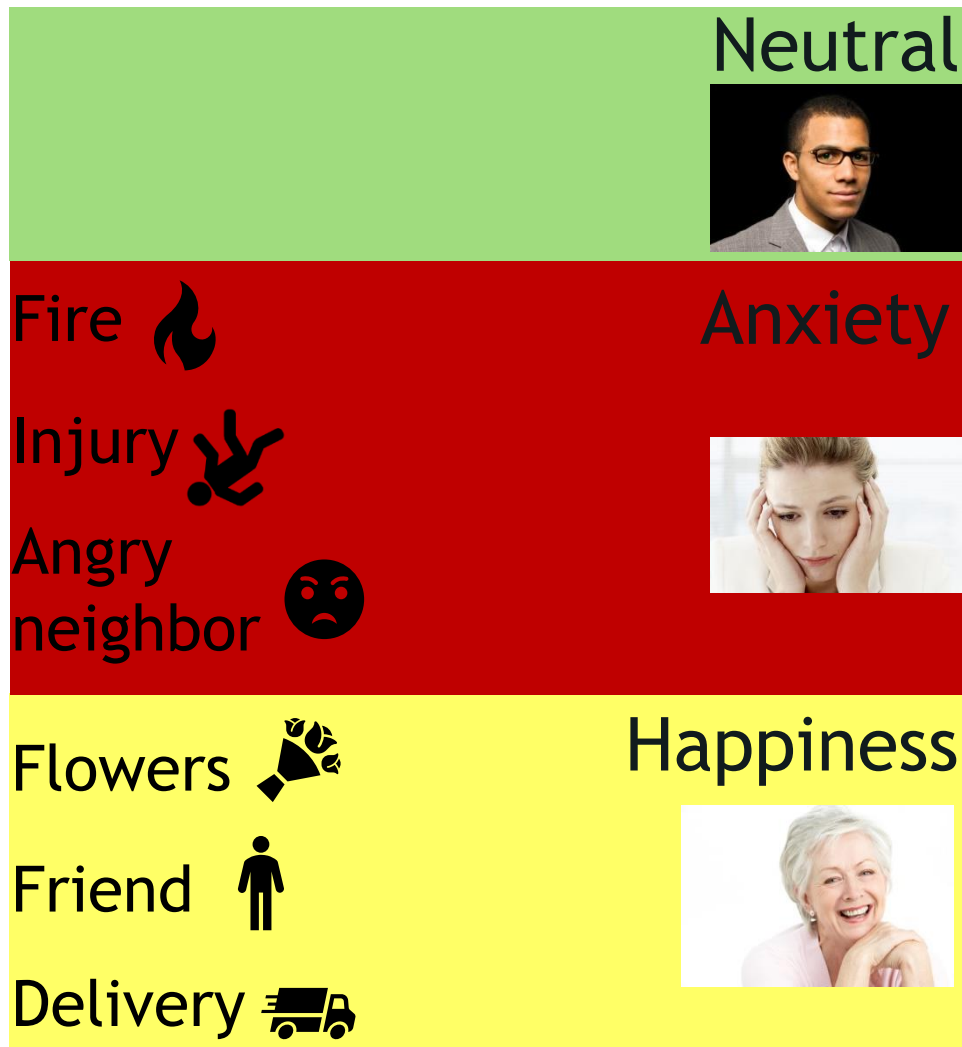 Neutral
Fire
Anxiety
Injury
Angry
neighbor
Flowers
Happiness
Friend
Delivery